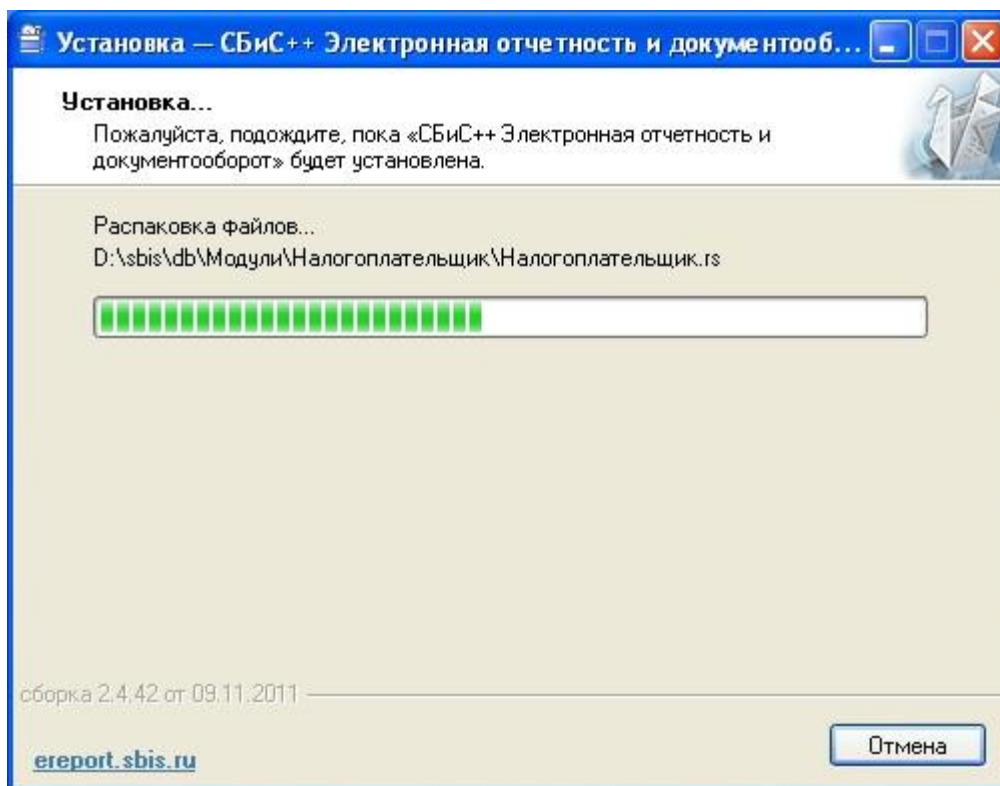 Установка — СБиС++ Электронная отчетность и документооб...
Установка...
Пожалуйста, подождите, пока «СБиС++ Электронная отчетность и
документооборот» будет установлена.
Распаковка файлов...
D:\sbis\db\Модули\Налогоплательщик\Налогоплательщик.rs
сборка 2.4.42 от 09.11.2011
Отмена
ereport.sbis.ru